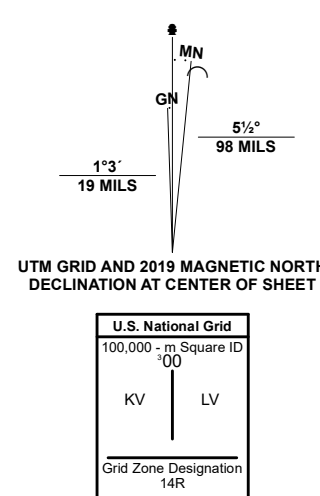 MN
GN
5½°
98 MILS
1°3´
19 MILS
UTM GRID AND 2019 MAGNETIC NORTH
DECLINATION AT CENTER OF SHEET
U.S. National Grid
100,000 - m Square ID
³00
KV LV
Grid Zone Designation
14R